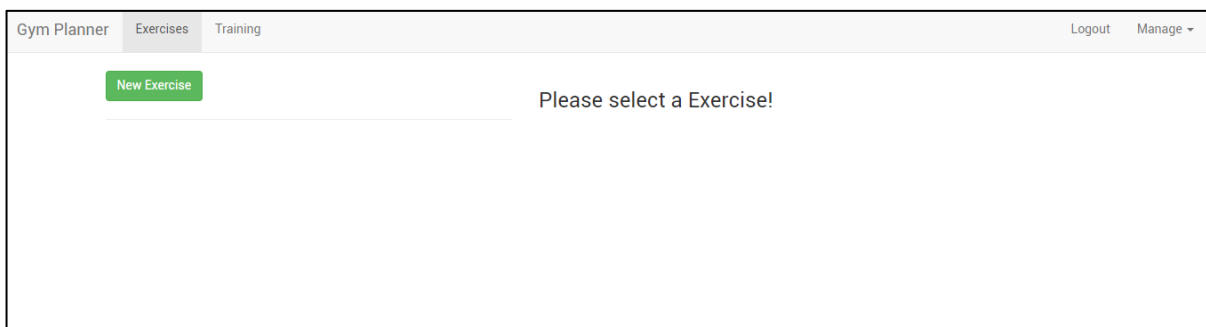 Gym Planner Exercises Training Logout Manage
New Exercise
Please select a Exercise!